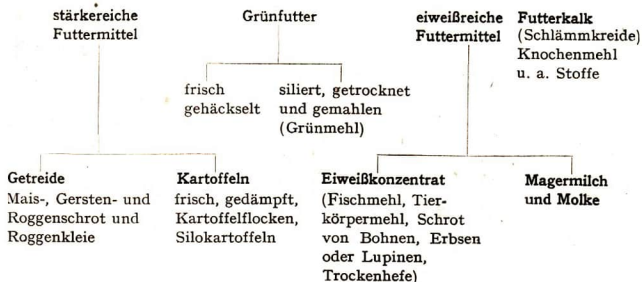 stärkereiche
Futtermittel
Grünfutter
eiweißreiche
Futtermittel
Futterkalk
(Schlämmkreide)
Knochenmehl
u. a. Stoffe
frisch
gehäckselt
siliert, getrocknet
und gemahlen
(Grünmehl)
Getreide
Mais-, Gersten- und
Roggenschrot und
Roggenkleie
Kartoffeln
frisch, gedämpft,
Kartoffelflocken,
Silokartoffeln
Eiweißkonzentrat
(Fischmehl, Tier-
körpermehl, Schrot
von Bohnen, Erbsen
oder Lupinen,
Trockenhefe)
Magermilch
und Molke